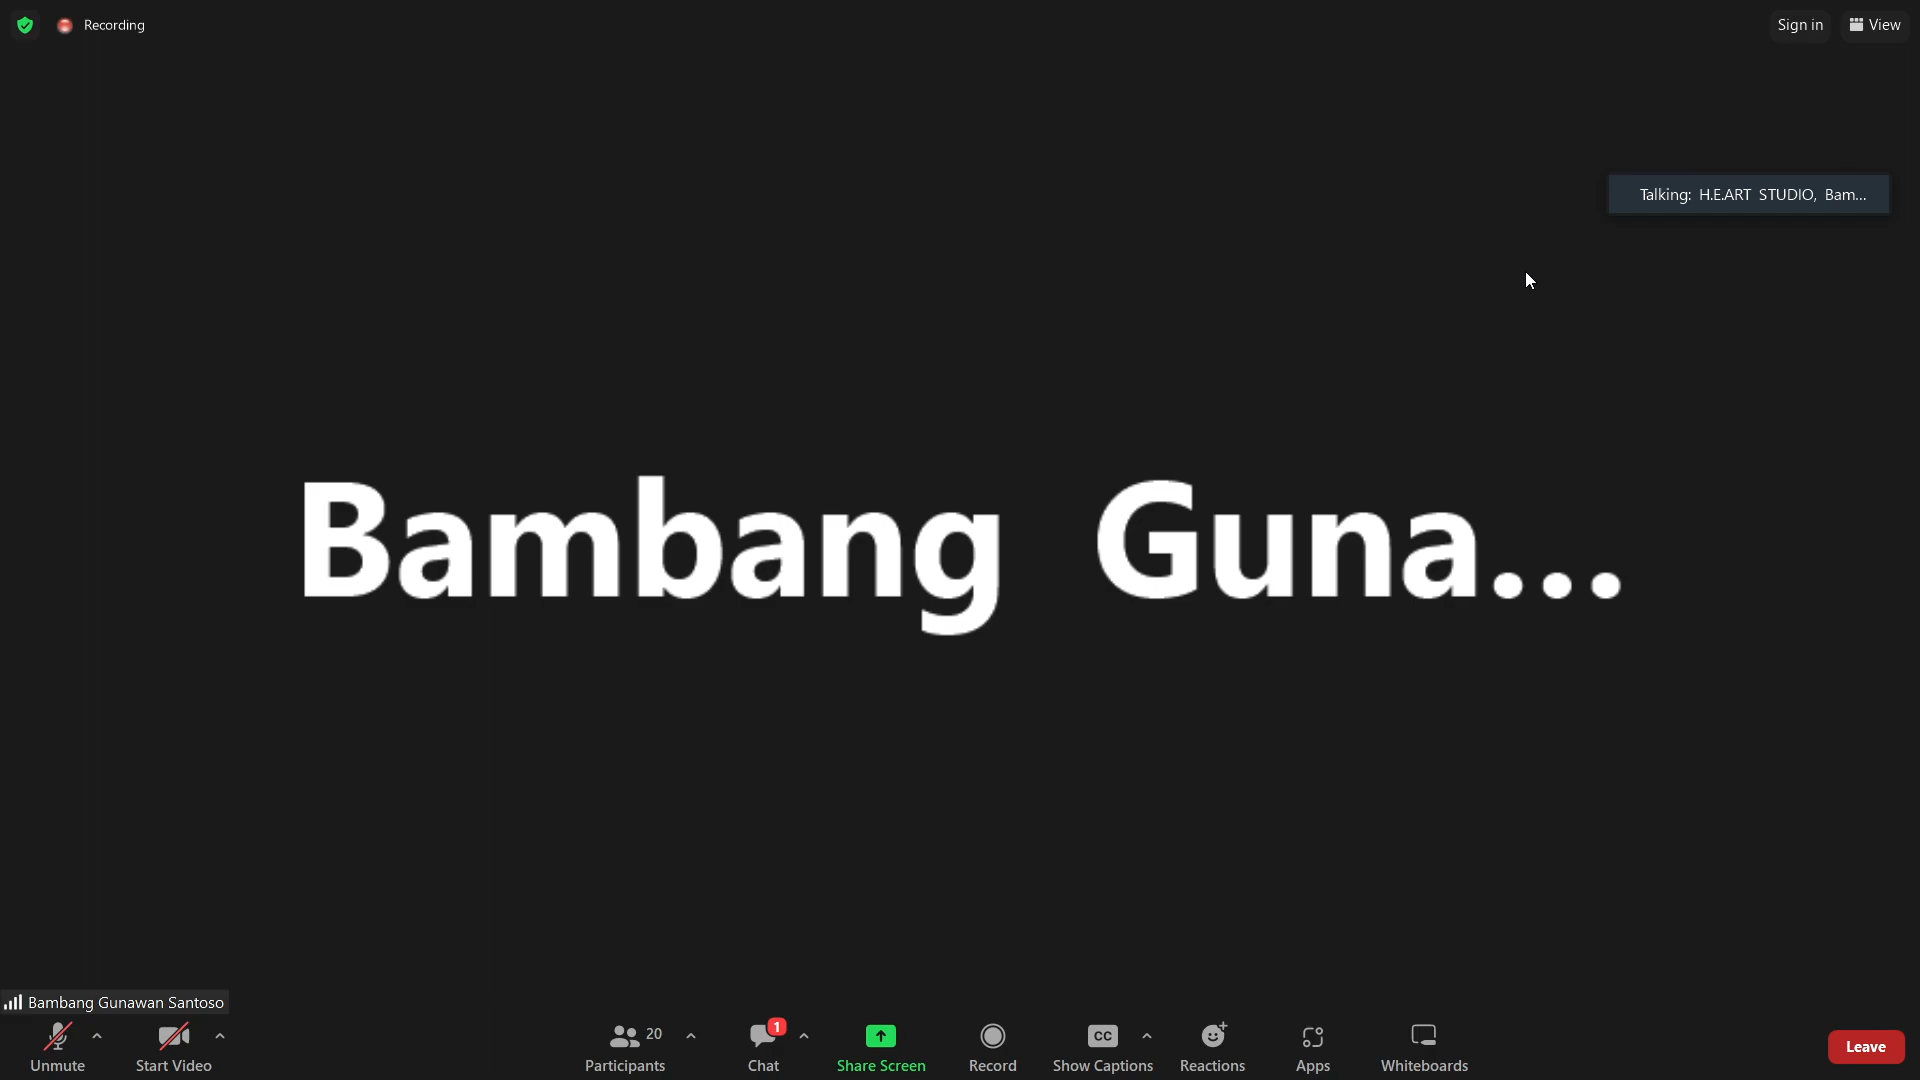 Recording
Sign in
View
Talking: H.E.ART STUDIO, Bam...
Bambang Guna...
Bambang Gunawan Santoso
Unmute
Start Video
20
Participants
1
Chat
Share Screen
Record
CC
Show Captions
Reactions
Apps
Whiteboards
Leave